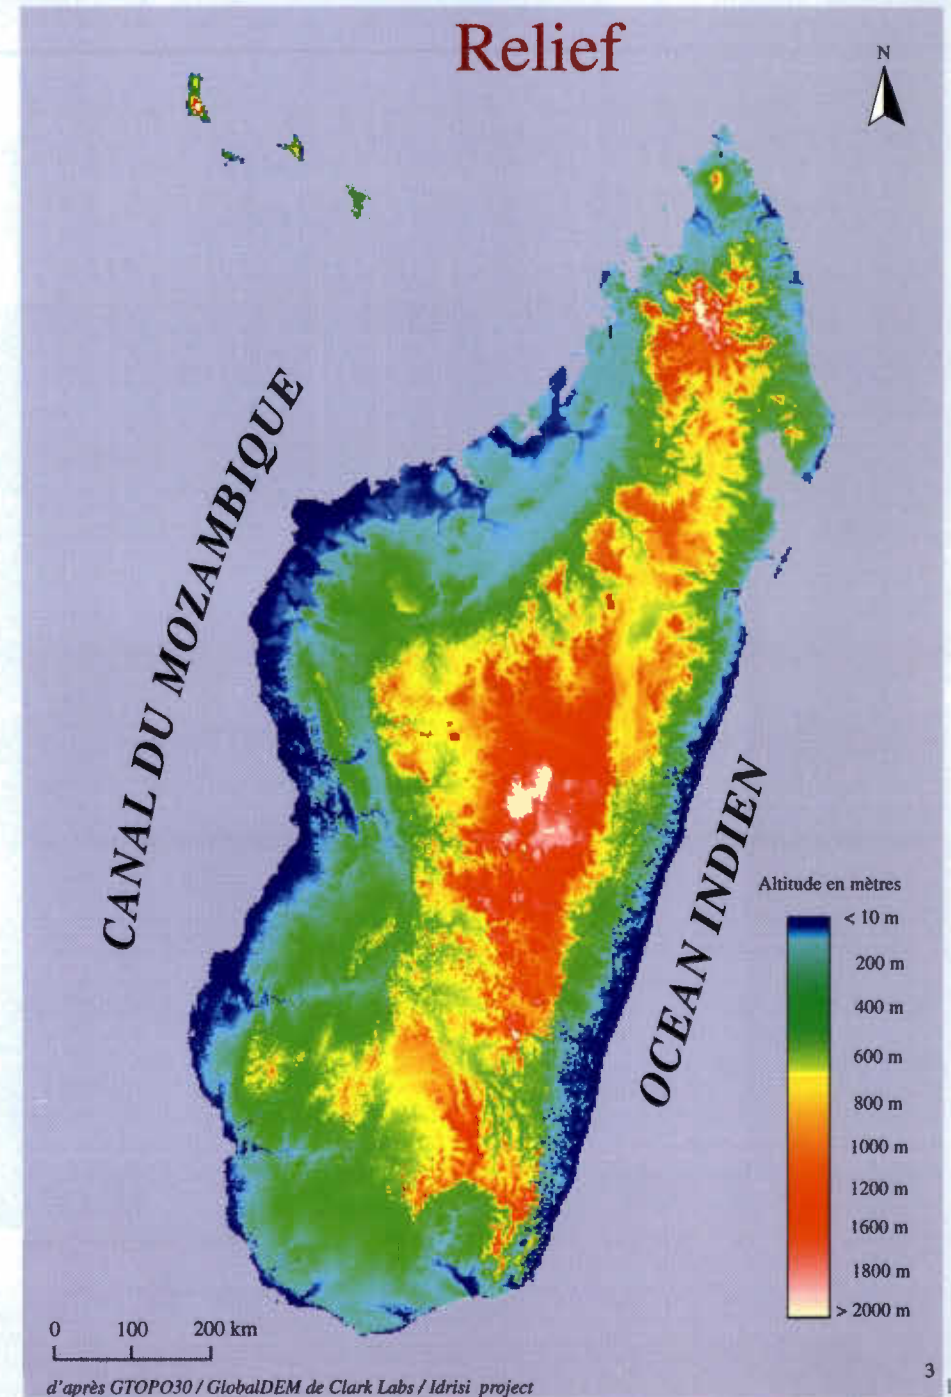 Relief
N
CANAL DU MOZAMBIQUE
OCEAN INDIEN
Altitude en mètres
< 10 m
200 m
400 m
600 m
800 m
1000 m
1200 m
1600 m
1800 m
> 2000 m
0 100 200 km
d'après GTOPO30 / GlobalDEM de Clark Labs / Idrisi project
3